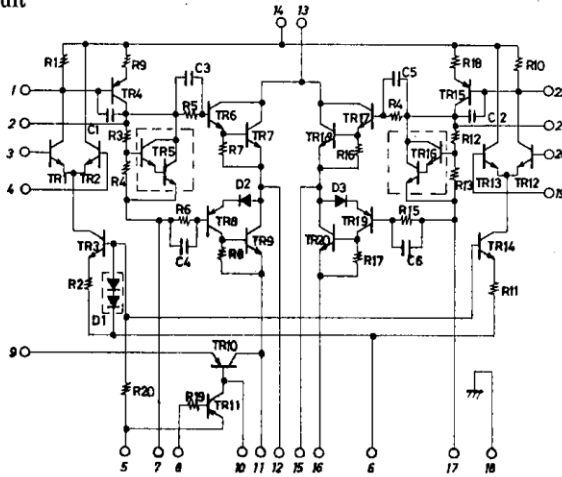 uit
14 13
R1 R9 C3 C5 R18 R10
1 TR4 R5 TR6 R4 TR17 TR15 2
2 C1 R3 TR7 TR18 C12 R12 2
3 TR5 R7 R16 TR16 R13 20
4 TR1 TR2 R4 D2 D3 TR13 TR12 19
TR3 R6 TR8 TR19 R15 TR14
R2 C4 R8 TR9 TR20 R17 C6 R11
D1
9 TR10
R20 R19 TR11
5 7 8 10 11 12 15 16 6 17 18